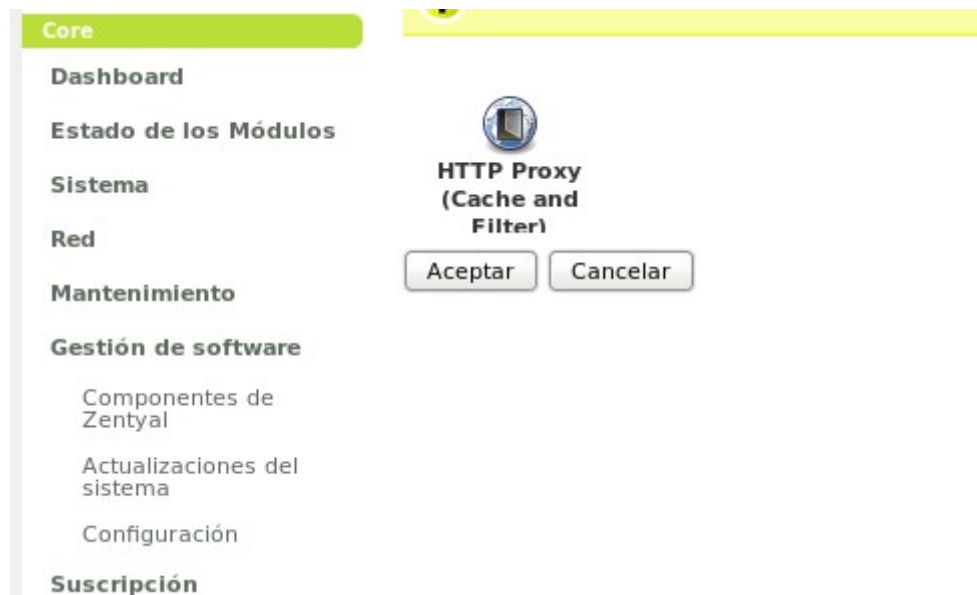 Core
Dashboard
Estado de los Módulos
Sistema
Red
Mantenimiento
Gestión de software
Componentes de
Zentyal
Actualizaciones del
sistema
Configuración
Suscripción
HTTP Proxy
(Cache and
Filter)
Aceptar
Cancelar